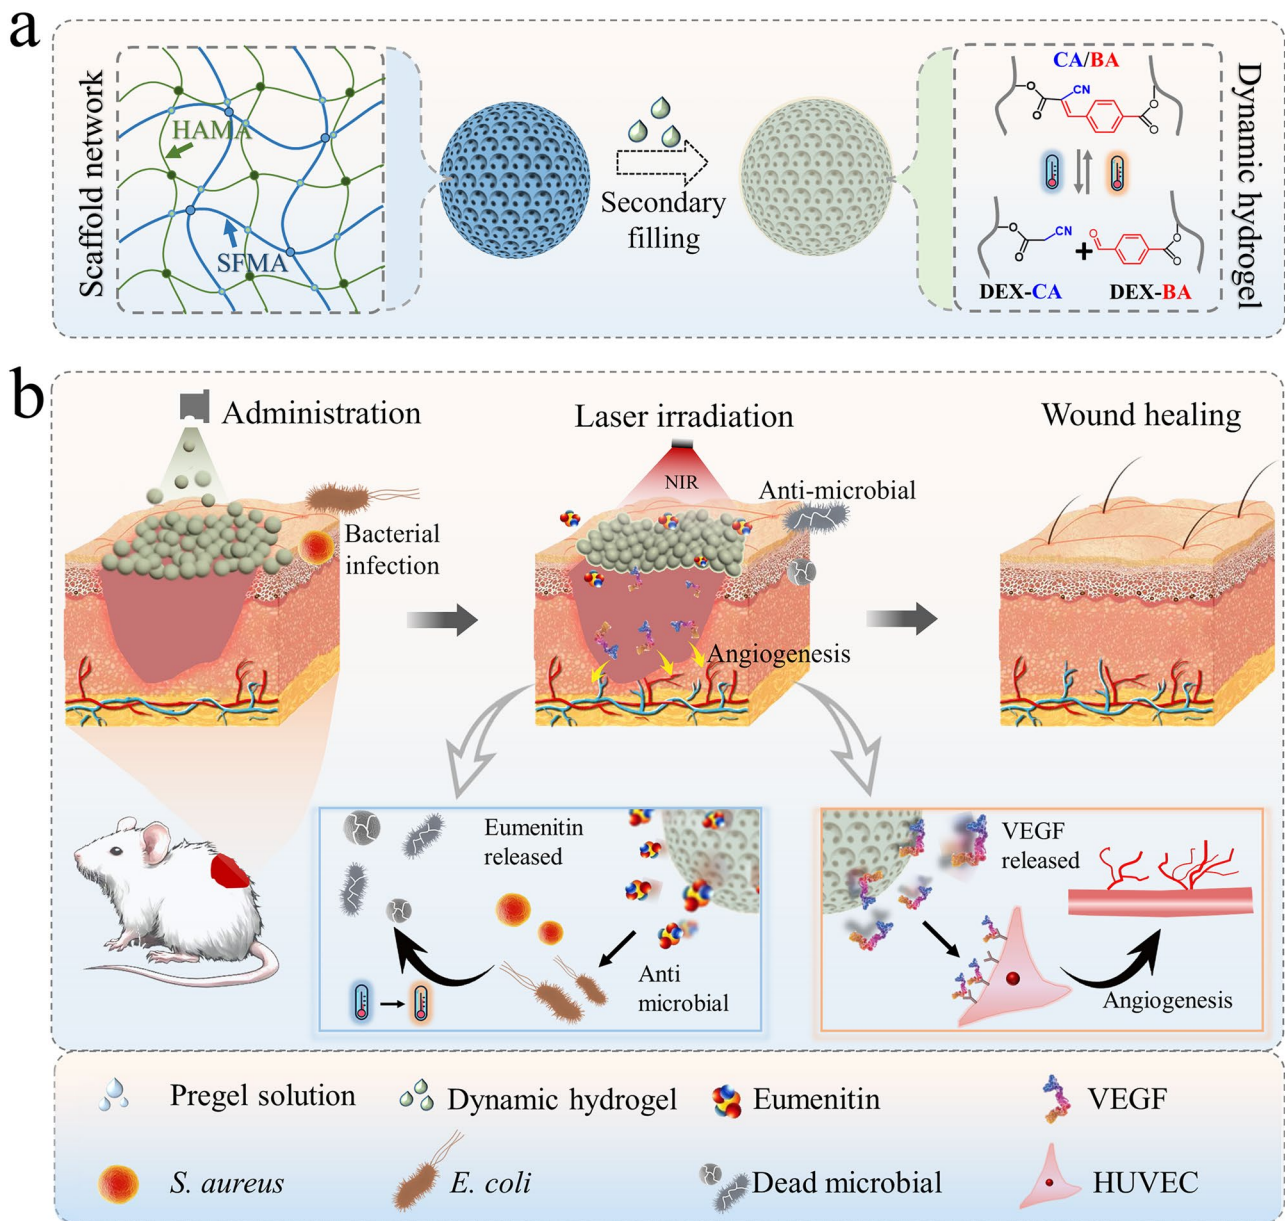 a
Scaffold network
HAMA
SFMA
Secondary
filling
CA/BA
O
CN
O
O
O
O
CN
O
O
O
O
DEX-CA
DEX-BA
Dynamic hydrogel
b
Administration
Bacterial
infection
Laser irradiation
NIR
Anti-microbial
Angiogenesis
Wound healing
Eumenitin
released
Anti
microbial
VEGF
released
Angiogenesis
Pregel solution
Dynamic hydrogel
Eumenitin
VEGF
S. aureus
E. coli
Dead microbial
HUVEC